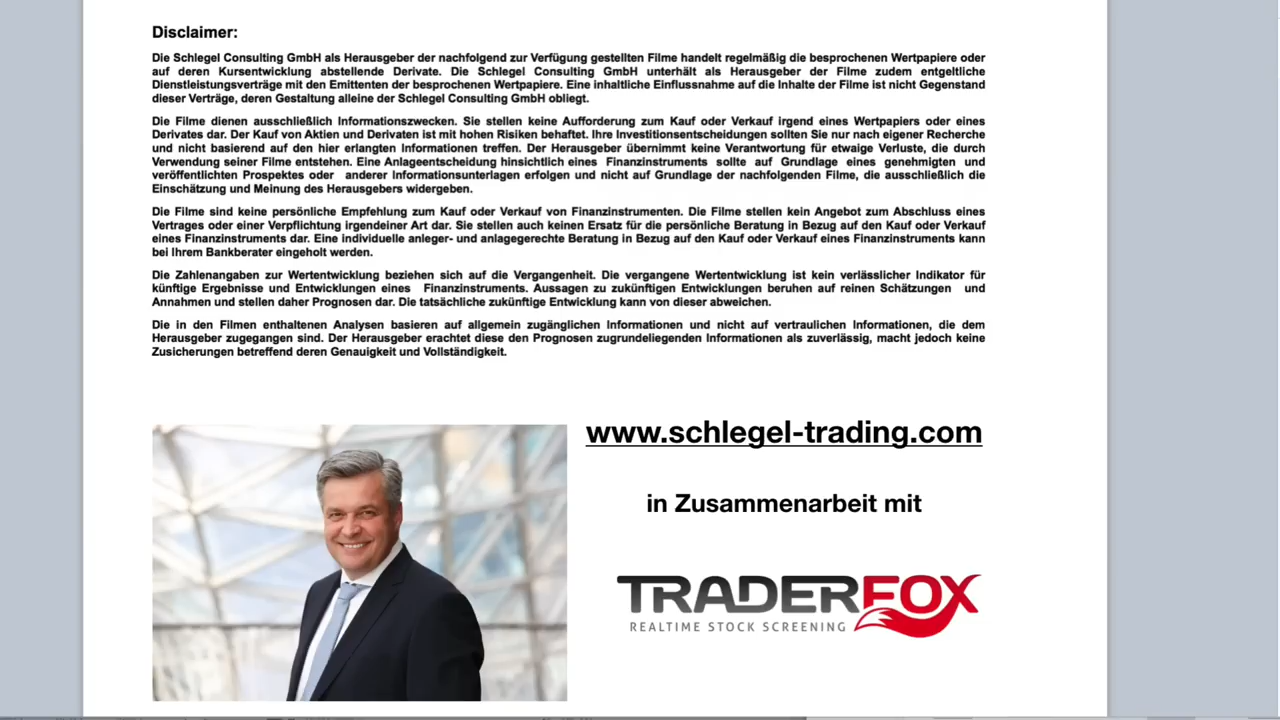 Disclaimer:
Die Schlegel Consulting GmbH als Herausgeber der nachfolgend zur Verfügung gestellten Filme handelt regelmäßig die besprochenen Wertpapiere oder
auf deren Kursentwicklung abstellende Derivate. Die Schlegel Consulting GmbH unterhält als Herausgeber der Filme zudem entgeltliche
Dienstleistungsverträge mit den Emittenten der besprochenen Wertpapiere. Eine inhaltliche Einflussnahme auf die Inhalte der Filme ist nicht Gegenstand
dieser Verträge, deren Gestaltung alleine der Schlegel Consulting GmbH obliegt.
Die Filme dienen ausschließlich Informationszwecken. Sie stellen keine Aufforderung zum Kauf oder Verkauf irgend eines Wertpapiers oder eines
Derivates dar. Der Kauf von Aktien und Derivaten ist mit hohen Risiken behaftet. Ihre Investitionsentscheidungen sollten Sie nur nach eigener Recherche
und nicht basierend auf den hier erlangten Informationen treffen. Der Herausgeber übernimmt keine Verantwortung für etwaige Verluste, die durch
Verwendung seiner Filme entstehen. Eine Anlageentscheidung hinsichtlich eines Finanzinstruments sollte auf Grundlage eines genehmigten und
veröffentlichten Prospektes oder anderer Informationsunterlagen erfolgen und nicht auf Grundlage der nachfolgenden Filme, die ausschließlich die
Einschätzung und Meinung des Herausgebers widergeben.
Die Filme sind keine persönliche Empfehlung zum Kauf oder Verkauf von Finanzinstrumenten. Die Filme stellen kein Angebot zum Abschluss eines
Vertrages oder einer Verpflichtung irgendeiner Art dar. Sie stellen auch keinen Ersatz für die persönliche Beratung in Bezug auf den Kauf oder Verkauf
eines Finanzinstruments dar. Eine individuelle anleger- und anlagegerechte Beratung in Bezug auf den Kauf oder Verkauf eines Finanzinstruments kann
bei Ihrem Bankberater eingeholt werden.
Die Zahlenangaben zur Wertentwicklung beziehen sich auf die Vergangenheit. Die vergangene Wertentwicklung ist kein verlässlicher Indikator für
künftige Ergebnisse und Entwicklungen eines Finanzinstruments. Aussagen zu zukünftigen Entwicklungen beruhen auf reinen Schätzungen und
Annahmen und stellen daher Prognosen dar. Die tatsächliche zukünftige Entwicklung kann von dieser abweichen.
Die in den Filmen enthaltenen Analysen basieren auf allgemein zugänglichen Informationen und nicht auf vertraulichen Informationen, die dem
Herausgeber zugegangen sind. Der Herausgeber erachtet diese den Prognosen zugrundeliegenden Informationen als zuverlässig, macht jedoch keine
Zusicherungen betreffend deren Genauigkeit und Vollständigkeit.
www.schlegel-trading.com
in Zusammenarbeit mit
TRADERFOX
REALTIME STOCK SCREENING